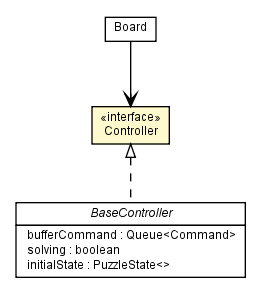 Board
«interface»
Controller
BaseController
bufferCommand : Queue<Command>
solving : boolean
initialState : PuzzleState<>